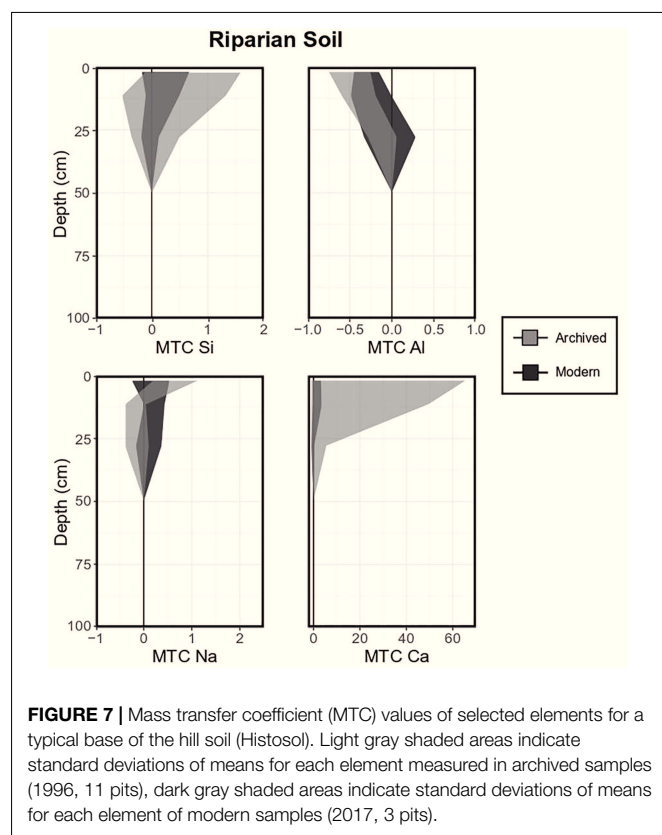 Riparian Soil
0
25
50
75
100
Depth (cm)
−1 0 1 2
MTC Si
−1.0 −0.5 0.0 0.5 1.0
MTC Al
Archived
Modern
0
25
50
75
100
Depth (cm)
−1 0 1 2
MTC Na
0 20 40 60
MTC Ca
FIGURE 7 | Mass transfer coefficient (MTC) values of selected elements for a
typical base of the hill soil (Histosol). Light gray shaded areas indicate
standard deviations of means for each element measured in archived samples
(1996, 11 pits), dark gray shaded areas indicate standard deviations of means
for each element of modern samples (2017, 3 pits).